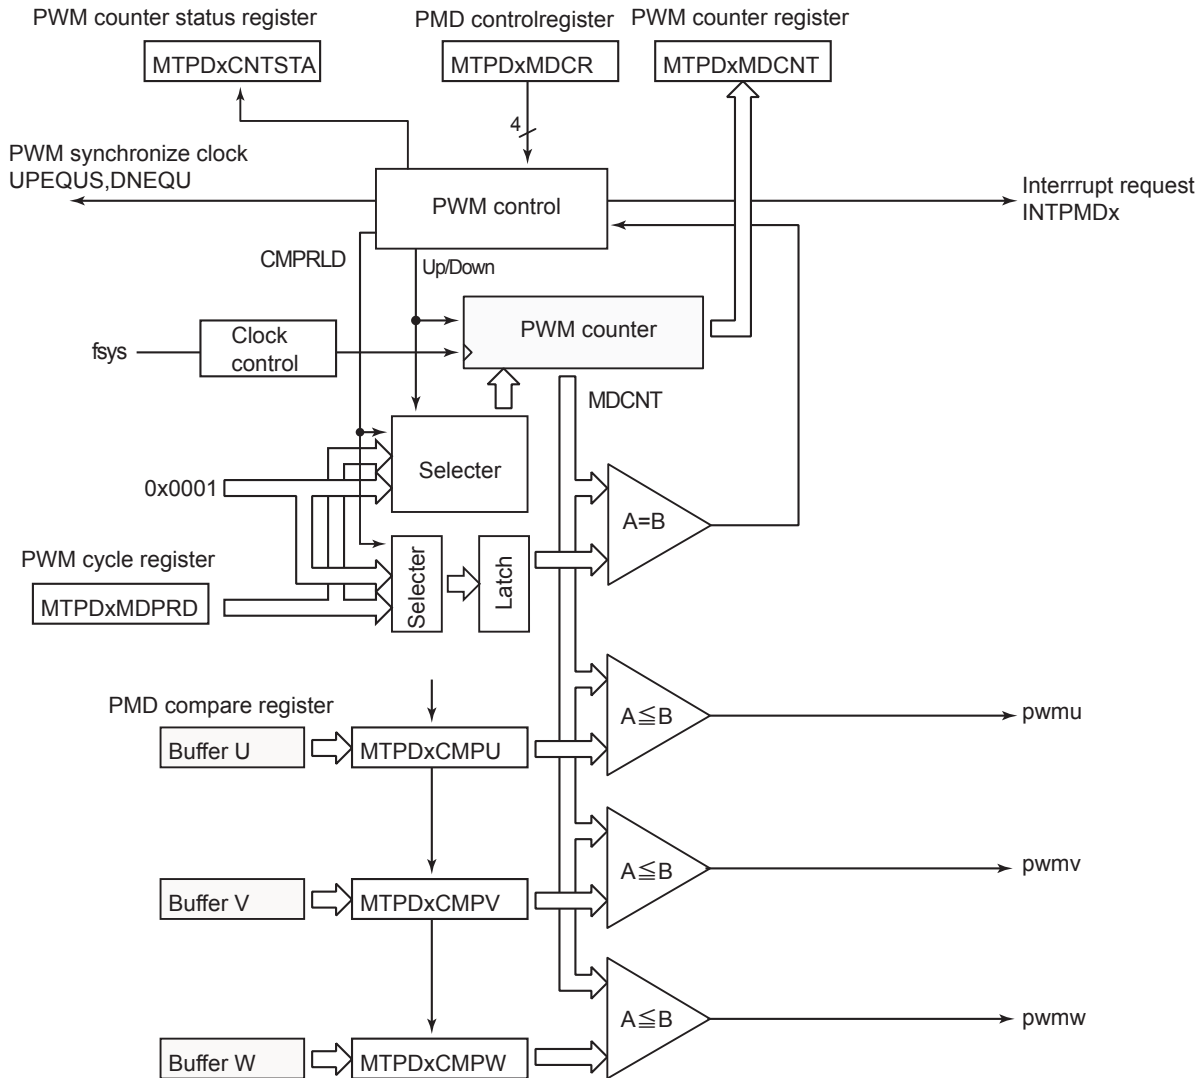 PWM counter status register
PMD controlregister
PWM counter register
MTPDxCNTSTA
MTPDxMDCR
MTPDxMDCNT
4
PWM synchronize clock
UPEQUS,DNEQU
PWM control
Interrrupt request
INTPMDx
CMPRLD
Up/Down
fsys
Clock
control
PWM counter
MDCNT
Selecter
0x0001
A=B
PWM cycle register
MTPDxMDPRD
Selecter
Latch
PMD compare register
Buffer U
MTPDxCMPU
A≦B
pwmu
Buffer V
MTPDxCMPV
A≦B
pwmv
Buffer W
MTPDxCMPW
A≦B
pwmw